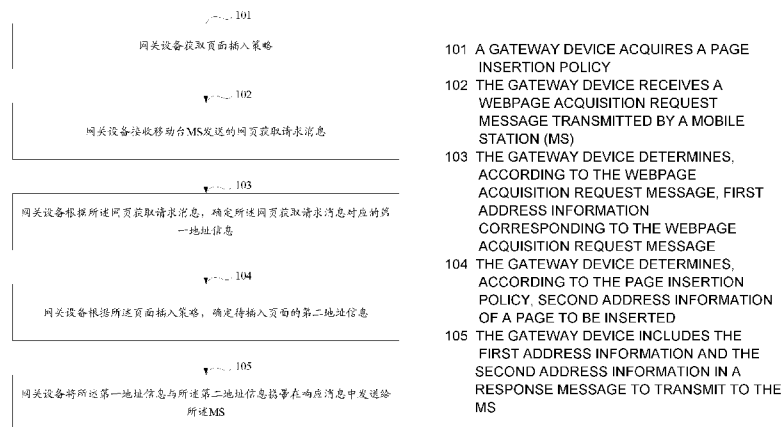 101
网关设备获取页面插入策略
102
网关设备接收移动台MS发送的网页获取请求消息
103
网关设备根据所述网页获取请求消息，确定所述网页获取请求消息对应的第
一地址信息
104
网关设备根据所述页面插入策略，确定待插入页面的第二地址信息
105
网关设备将所述第一地址信息与所述第二地址信息携带在响应消息中发送给
所述MS
101 A GATEWAY DEVICE ACQUIRES A PAGE
INSERTION POLICY
102 THE GATEWAY DEVICE RECEIVES A
WEBPAGE ACQUISITION REQUEST
MESSAGE TRANSMITTED BY A MOBILE
STATION (MS)
103 THE GATEWAY DEVICE DETERMINES,
ACCORDING TO THE WEBPAGE
ACQUISITION REQUEST MESSAGE, FIRST
ADDRESS INFORMATION
CORRESPONDING TO THE WEBPAGE
ACQUISITION REQUEST MESSAGE
104 THE GATEWAY DEVICE DETERMINES,
ACCORDING TO THE PAGE INSERTION
POLICY, SECOND ADDRESS INFORMATION
OF A PAGE TO BE INSERTED
105 THE GATEWAY DEVICE INCLUDES THE
FIRST ADDRESS INFORMATION AND THE
SECOND ADDRESS INFORMATION IN A
RESPONSE MESSAGE TO TRANSMIT TO THE
MS